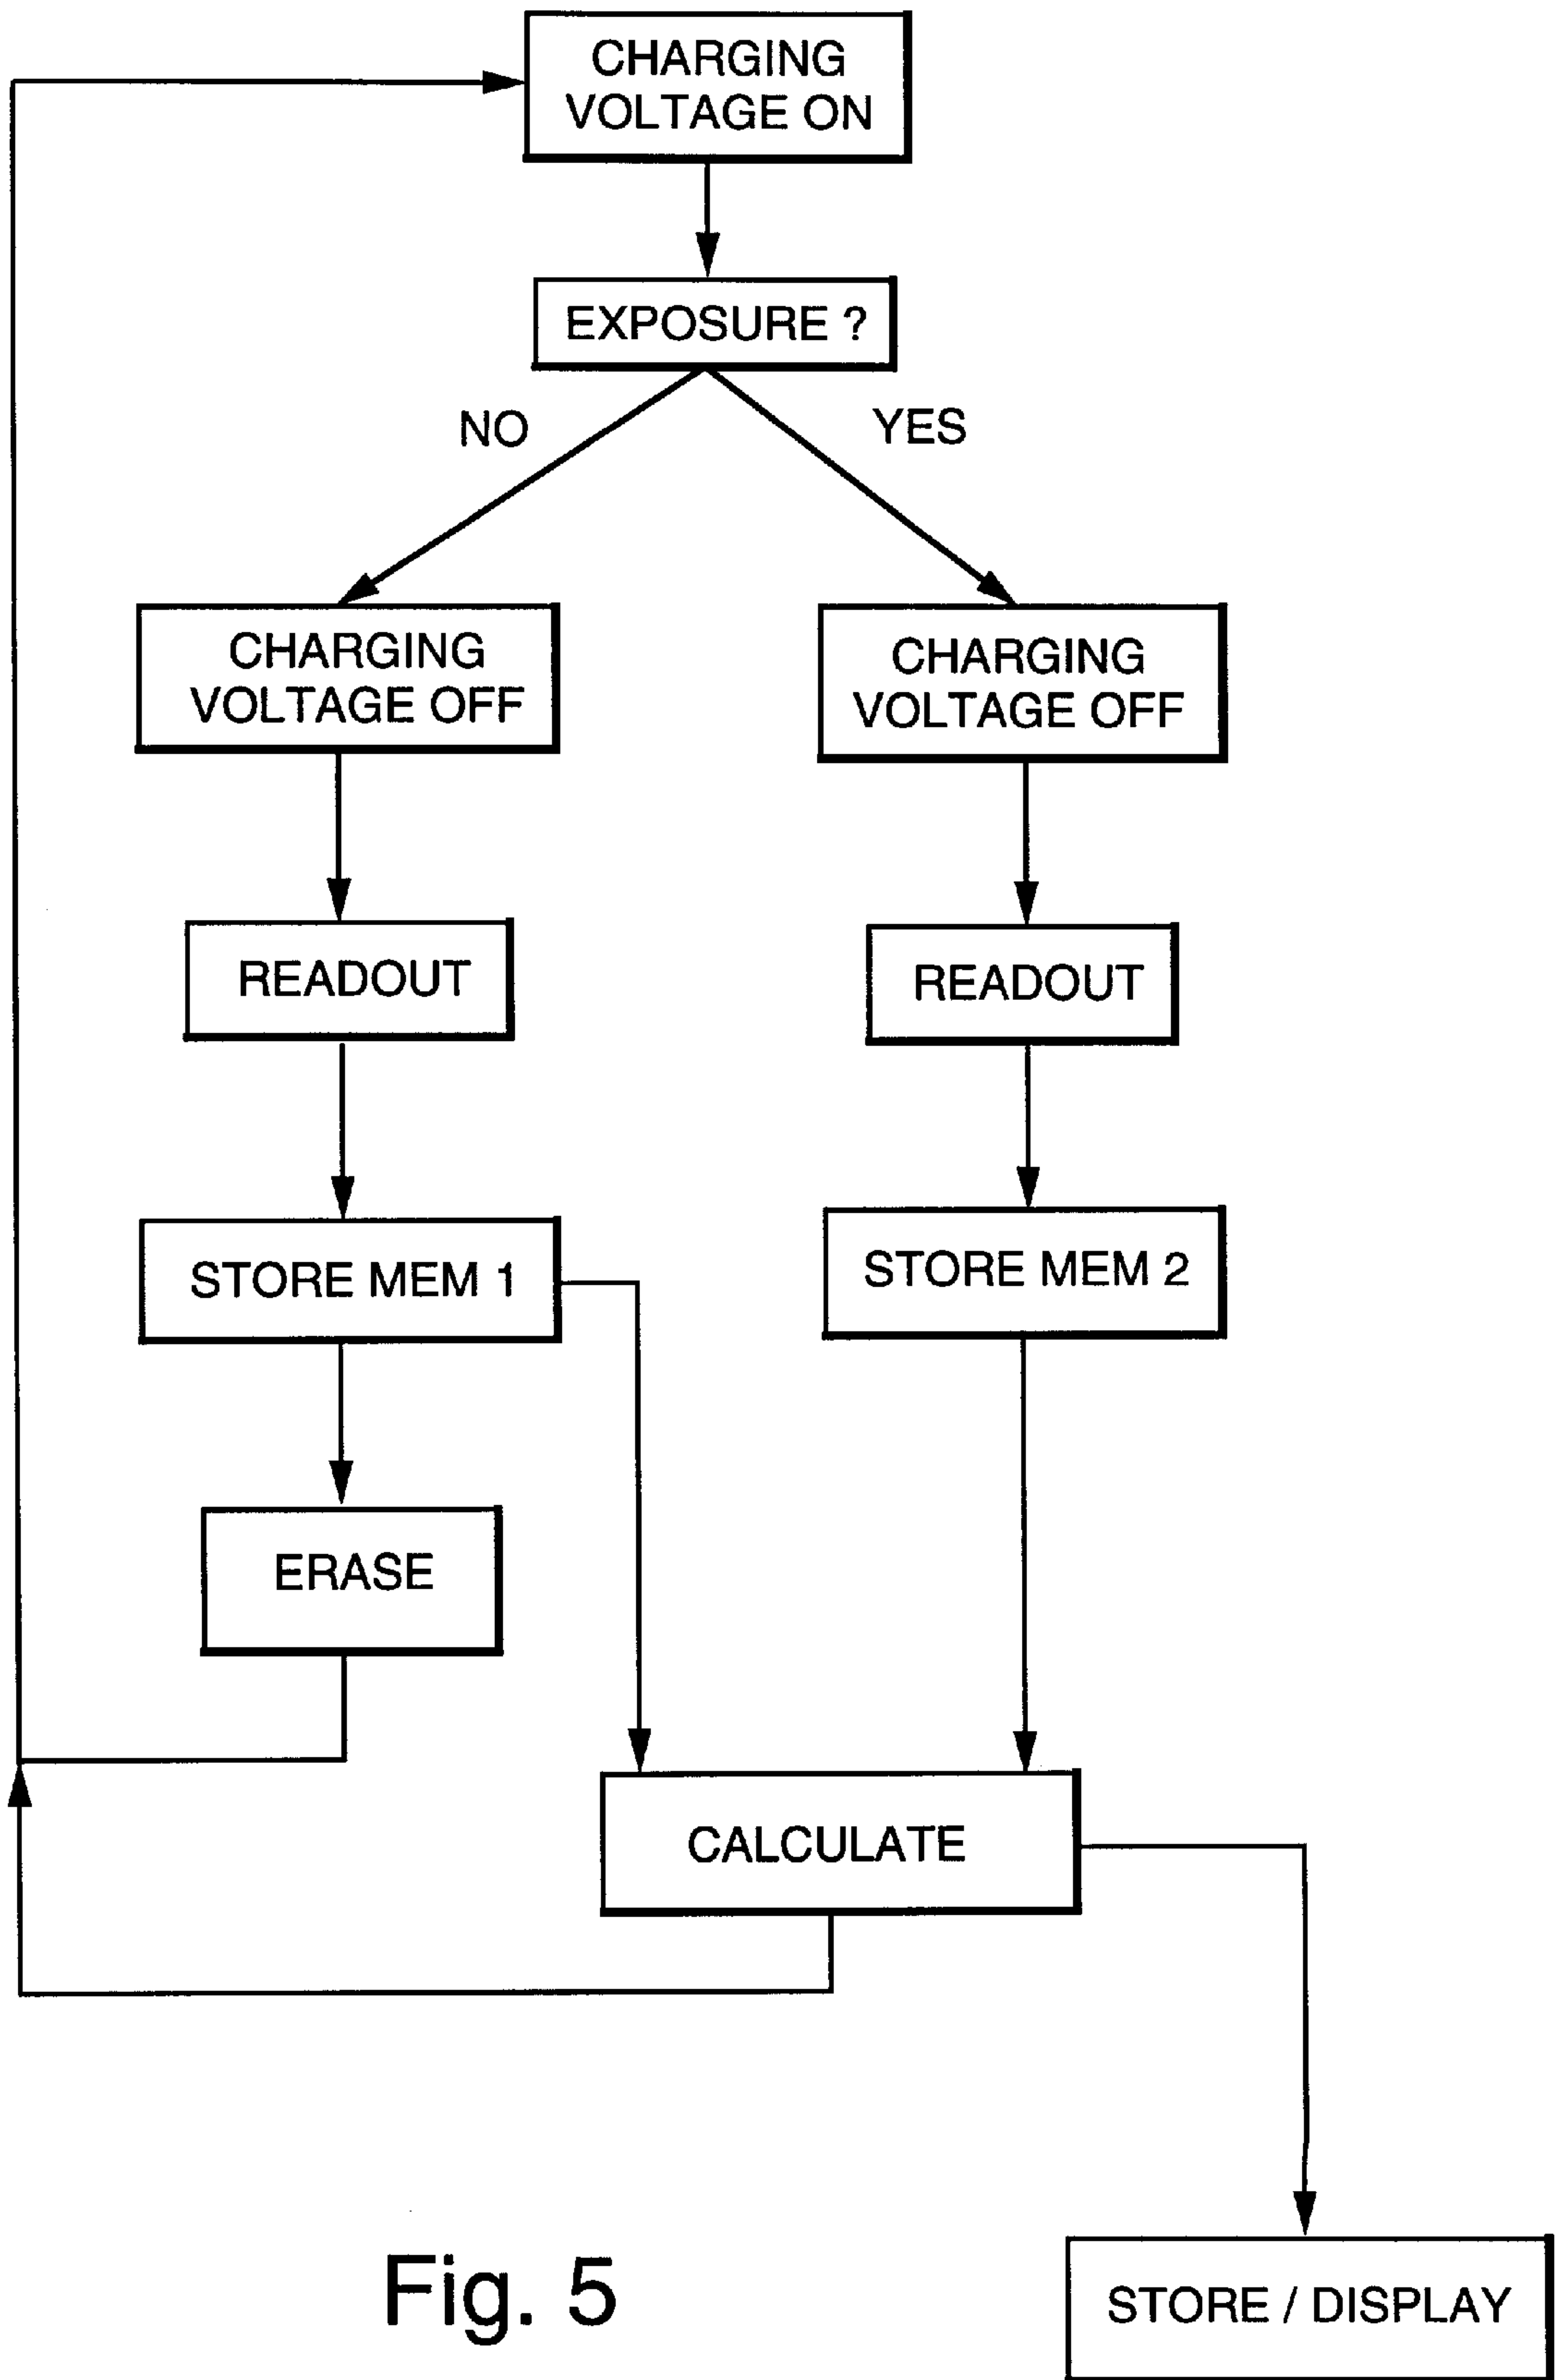 CHARGING
VOLTAGE ON
EXPOSURE ?
NO
YES
CHARGING
VOLTAGE OFF
CHARGING
VOLTAGE OFF
READOUT
READOUT
STORE MEM 1
STORE MEM 2
ERASE
CALCULATE
STORE / DISPLAY
Fig. 5